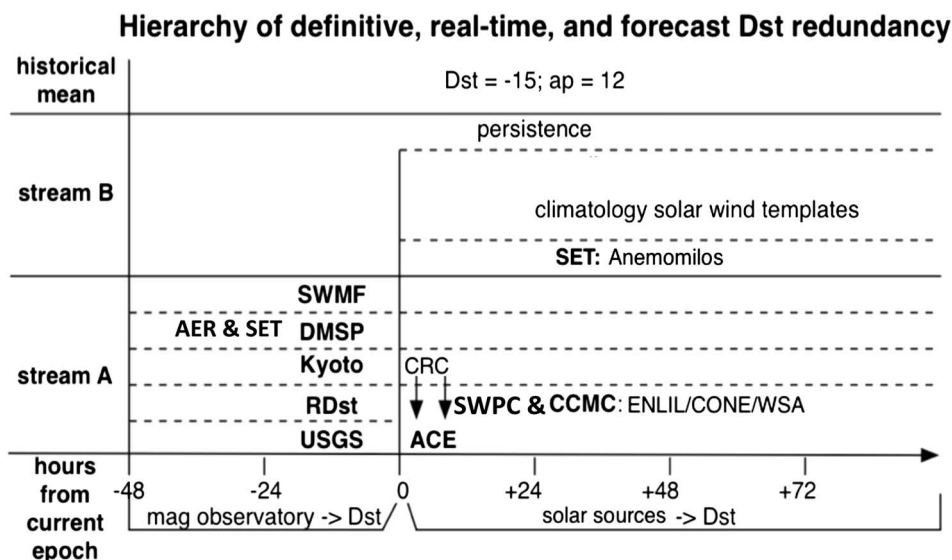 Hierarchy of definitive, real-time, and forecast Dst redundancy
historical
mean
Dst = -15; ap = 12
persistence
stream B
climatology solar wind templates
SET: Anemomilos
SWMF
AER & SET DMSP
stream A
Kyoto CRC
RDst SWPC & CCMC: ENLIL/CONE/WSA
USGS ACE
hours
from
current
epoch
-48 -24 0 +24 +48 +72
mag observatory -> Dst solar sources -> Dst